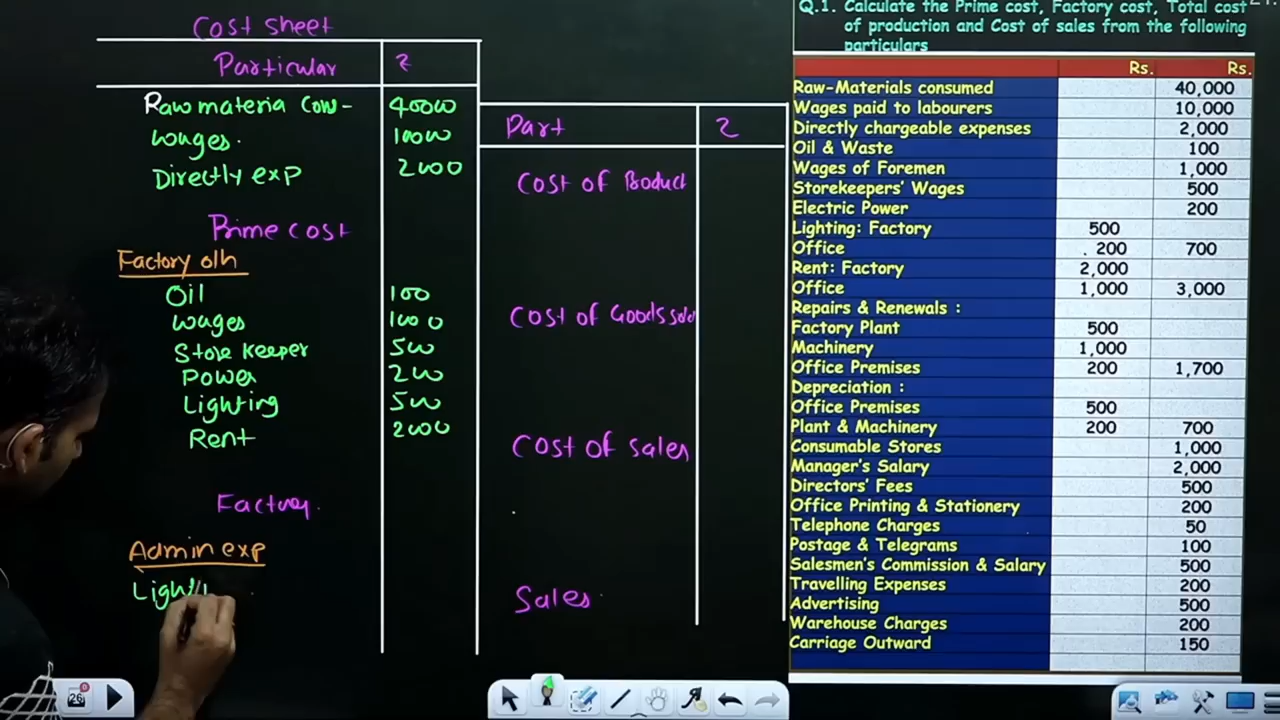 Cost sheet
Particular ₹
Raw materia Con- 40000
Wages. 10000
Directly exp 2000
Prime cost
Factory o/h
Oil 100
Wages 1000
Store keeper 500
Power 200
Lighting 500
Rent 2000
Factory.
Admin exp
Lighti
Part ₹
Cost of Product
Cost of Goods sold
Cost of Sales
Sales
Q.1. Calculate the Prime cost, Factory cost, Total cost
of production and Cost of sales from the following
particulars
Rs. Rs.
Raw-Materials consumed 40,000
Wages paid to labourers 10,000
Directly chargeable expenses 2,000
Oil & Waste 100
Wages of Foremen 1,000
Storekeepers' Wages 500
Electric Power 200
Lighting: Factory 500
Office 200 700
Rent: Factory 2,000
Office 1,000 3,000
Repairs & Renewals :
Factory Plant 500
Machinery 1,000
Office Premises 200 1,700
Depreciation :
Office Premises 500
Plant & Machinery 200 700
Consumable Stores 1,000
Manager's Salary 2,000
Directors' Fees 500
Office Printing & Stationery 200
Telephone Charges 50
Postage & Telegrams 100
Salesmen's Commission & Salary 500
Travelling Expenses 200
Advertising 500
Warehouse Charges 200
Carriage Outward 150
26